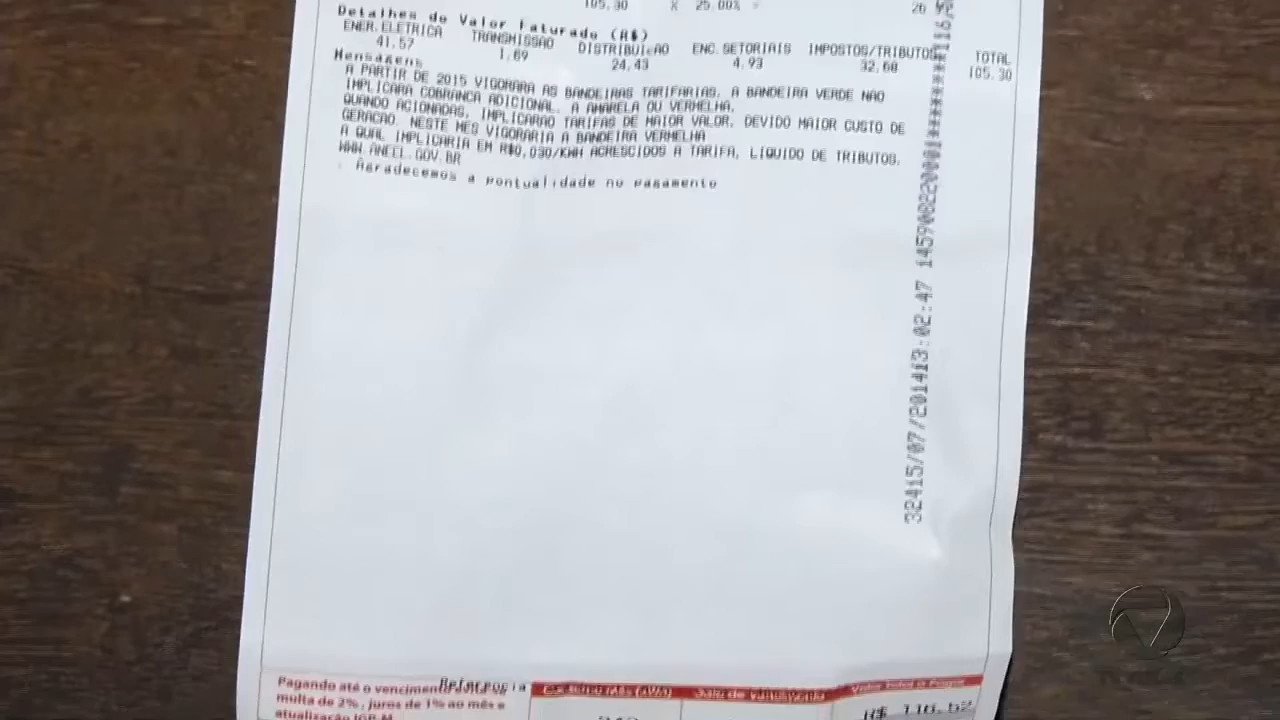 105.30 X 25.00% = 26
Detalhes do Valor Faturado (R$)
ENER.ELETRICA TRANSMISSAO DISTRIBUICAO ENC.SETORIAIS IMPOSTOS/TRIBUTOS TOTAL
41,57 1,69 24,43 4,93 32,68 105.30
Mensagens
A PARTIR DE 2015 VIGORARA AS BANDEIRAS TARIFARIAS. A BANDEIRA VERDE NAO
IMPLICARA COBRANCA ADICIONAL. A AMARELA OU VERMELHA,
QUANDO ACIONADAS, IMPLICARAO TARIFAS DE MAIOR VALOR, DEVIDO MAIOR CUSTO DE
GERACAO. NESTE MES VIGORARIA A BANDEIRA VERMELHA
A QUAL IMPLICARIA EM R$0,030/KWH ACRESCIDOS A TARIFA, LIQUIDO DE TRIBUTOS.
WWW.ANEEL.GOV.BR
Agradecemos a pontualidade no pagamento
32415/07/201413:02:47
Pagando até o vencimento
Referencia
multa de 2%, juros de 1% ao mês e
atualização IGP-M
R$ 116,52